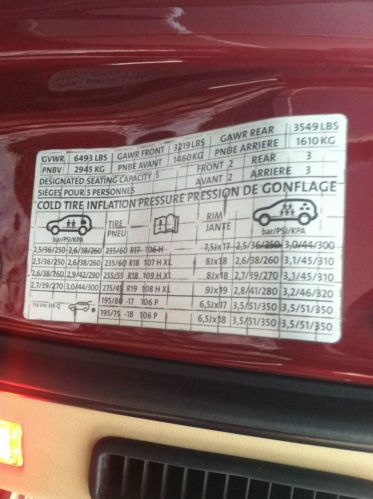 GVWR 6493 LBS GAWR FRONT 3219 LBS GAWR REAR 3549 LBS
PNBV 2945 KG PNBE AVANT 1460 KG PNBE ARRIERE 1610 KG
DESIGNATED SEATING CAPACITY 5 FRONT 2 REAR 3
SIÈGES POUR 5 PERSONNES AVANT 2 ARRIERE 3
COLD TIRE INFLATION PRESSURE PRESSION DE GONFLAGE
TIRE RIM
PNEU JANTE
bar/PSI/KPA bar/PSI/KPA
2,5/36/250 2,6/38/260 255/60 R17 106 H 7,5Jx17 2,5/36/250 3,0/44/300
2,5/36/250 2,6/38/260 235/60 R18 107 H XL 8Jx18 2,6/38/260 3,1/45/310
2,6/38/260 2,9/42/290 255/55 R18 109 H XL 8Jx18 2,7/39/270 3,1/45/310
2,7/39/270 3,0/44/300 275/45 R19 108 H XL 9Jx19 2,8/41/280 3,2/46/320
195/80 -17 106 P 6,5Jx17 3,5/51/350 3,5/51/350
195/75 -18 106 P 6,5Jx18 3,5/51/350 3,5/51/350